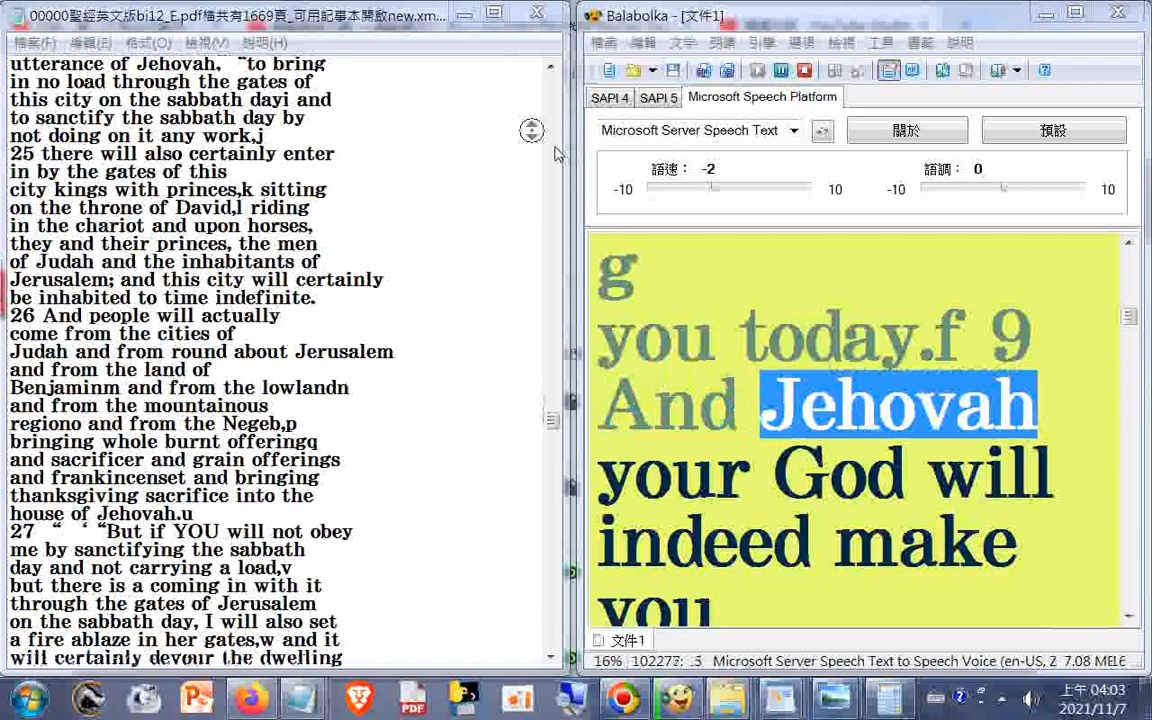 00000聖經英文版bi12_E.pdf檔共有1669頁_可用記事本開啟new.xm...
檔案(F) 編輯(E) 格式(O) 檢視(V) 說明(H)
utterance of Jehovah, “to bring
in no load through the gates of
this city on the sabbath dayi and
to sanctify the sabbath day by
not doing on it any work,j
25 there will also certainly enter
in by the gates of this
city kings with princes,k sitting
on the throne of David,l riding
in the chariot and upon horses,
they and their princes, the men
of Judah and the inhabitants of
Jerusalem; and this city will certainly
be inhabited to time indefinite.
26 And people will actually
come from the cities of
Judah and from round about Jerusalem
and from the land of
Benjaminm and from the lowlandn
and from the mountainous
regiono and from the Negeb,p
bringing whole burnt offeringq
and sacrificer and grain offerings
and frankincenset and bringing
thanksgiving sacrifice into the
house of Jehovah.u
27 “ ‘ “But if YOU will not obey
me by sanctifying the sabbath
day and not carrying a load,v
but there is a coming in with it
through the gates of Jerusalem
on the sabbath day, I will also set
a fire ablaze in her gates,w and it
will certainly devour the dwelling
Balabolka - [文件1]
檔案 編輯 文字 朗讀 引擎 選項 檢視 工具 書籤 說明
SAPI 4 SAPI 5 Microsoft Speech Platform
Microsoft Server Speech Text 關於 預設
語速： -2 語調： 0
-10 10 -10 10
g
you today.f 9
And Jehovah
your God will
indeed make
you
文件1
16% Microsoft Server Speech Text to Speech Voice (en-US, Z 7.08 MELE
PDF
上午 04:03
2021/11/7